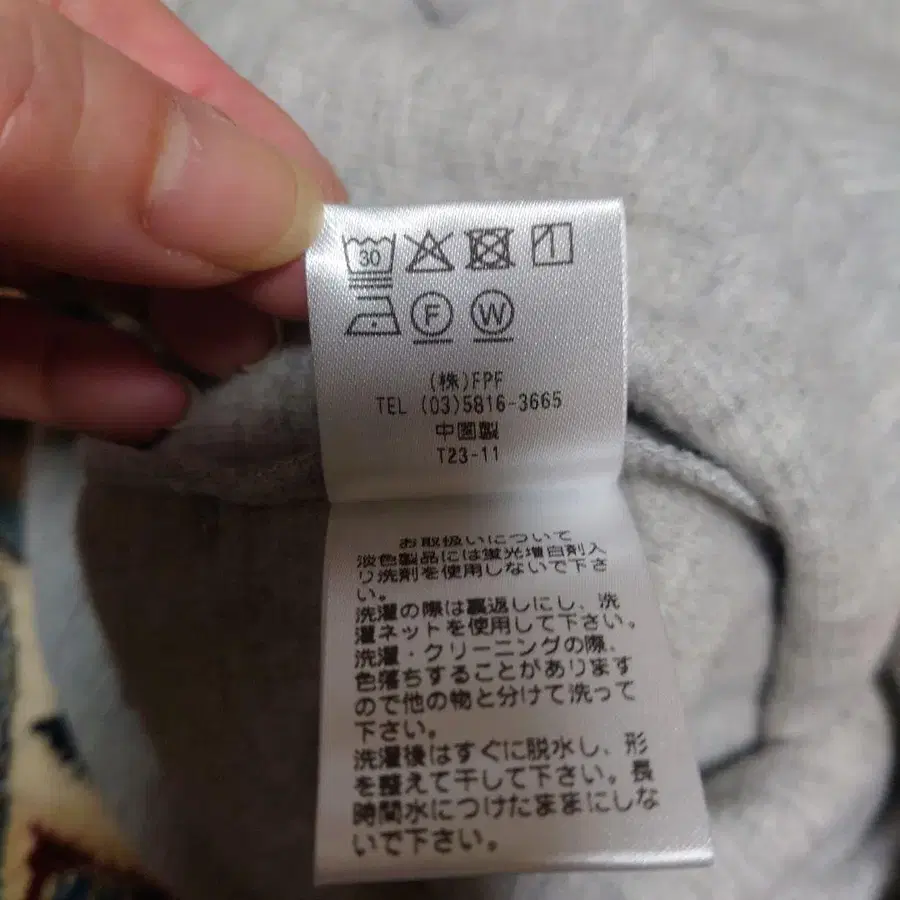 30
F W
(株)FPF
TEL (03)5816-3665
中国製
T23-11
お取扱いについて
淡色製品には蛍光増白剤入
り洗剤を使用しないで下さ
い。
洗濯の際は裏返しにし、洗
濯ネットを使用して下さい。
洗濯・クリーニングの際、
色落ちすることがあります
ので他の物と分けて洗って
下さい。
洗濯後はすぐに脱水し、形
を整えて干して下さい。長
時間水につけたままにしな
いで下さい。